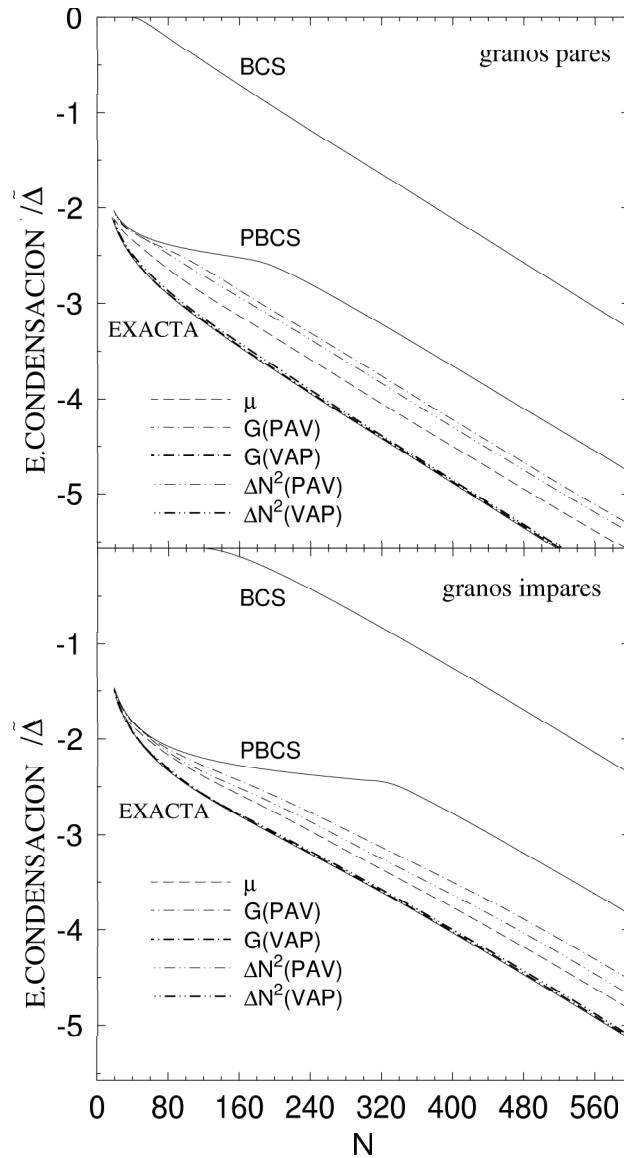 0
BCS
granos pares
-1
-2
PBCS
-3
EXACTA
-4
-5
E.CONDENSACION /Δ̃
μ
G(PAV)
G(VAP)
ΔN²(PAV)
ΔN²(VAP)
granos impares
BCS
-1
-2
PBCS
-3
EXACTA
-4
-5
E.CONDENSACION /Δ̃
μ
G(PAV)
G(VAP)
ΔN²(PAV)
ΔN²(VAP)
0 80 160 240 320 400 480 560
N